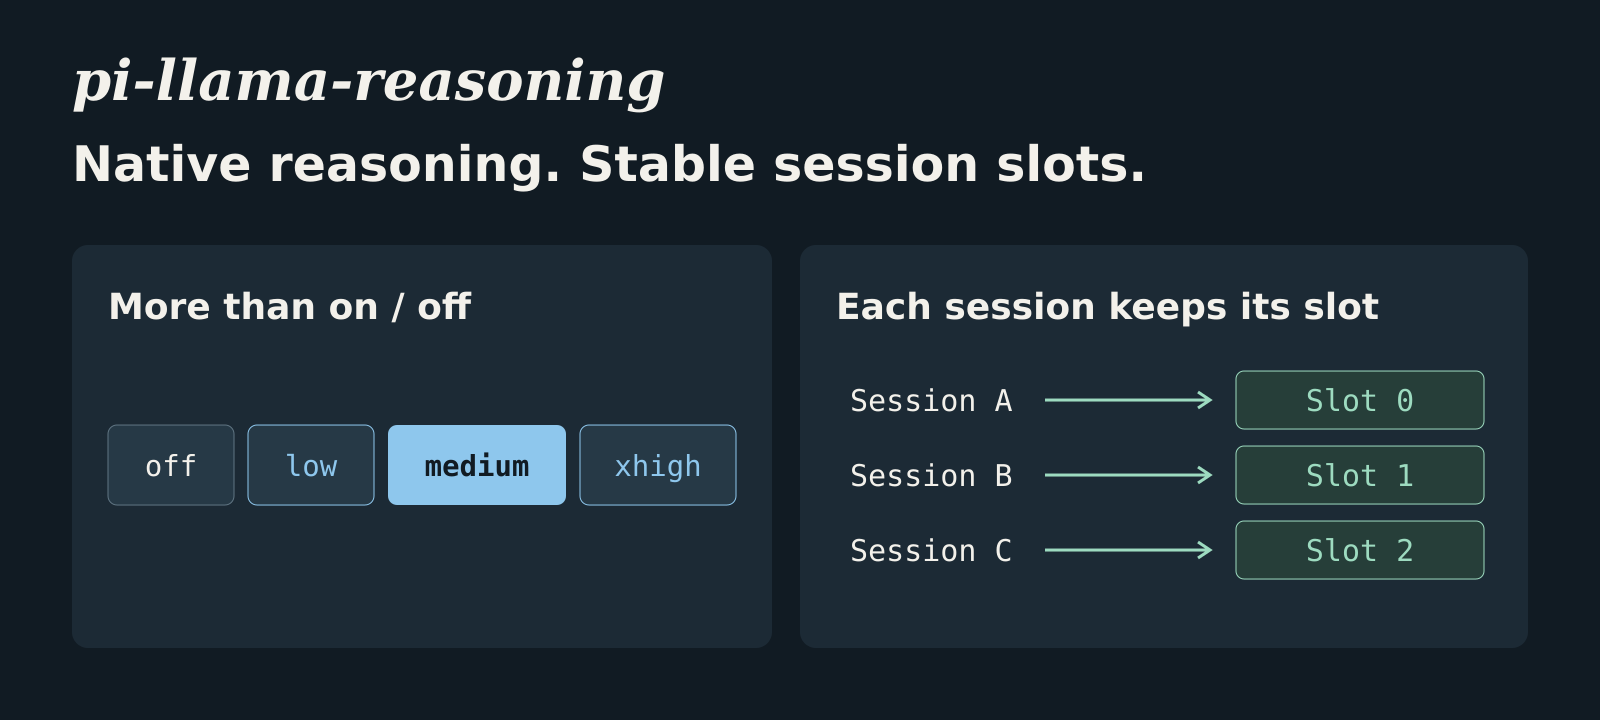 pi-llama-reasoning
Native reasoning. Stable session slots.
More than on / off
off low medium xhigh
Each session keeps its slot
Session A Slot 0
Session B Slot 1
Session C Slot 2